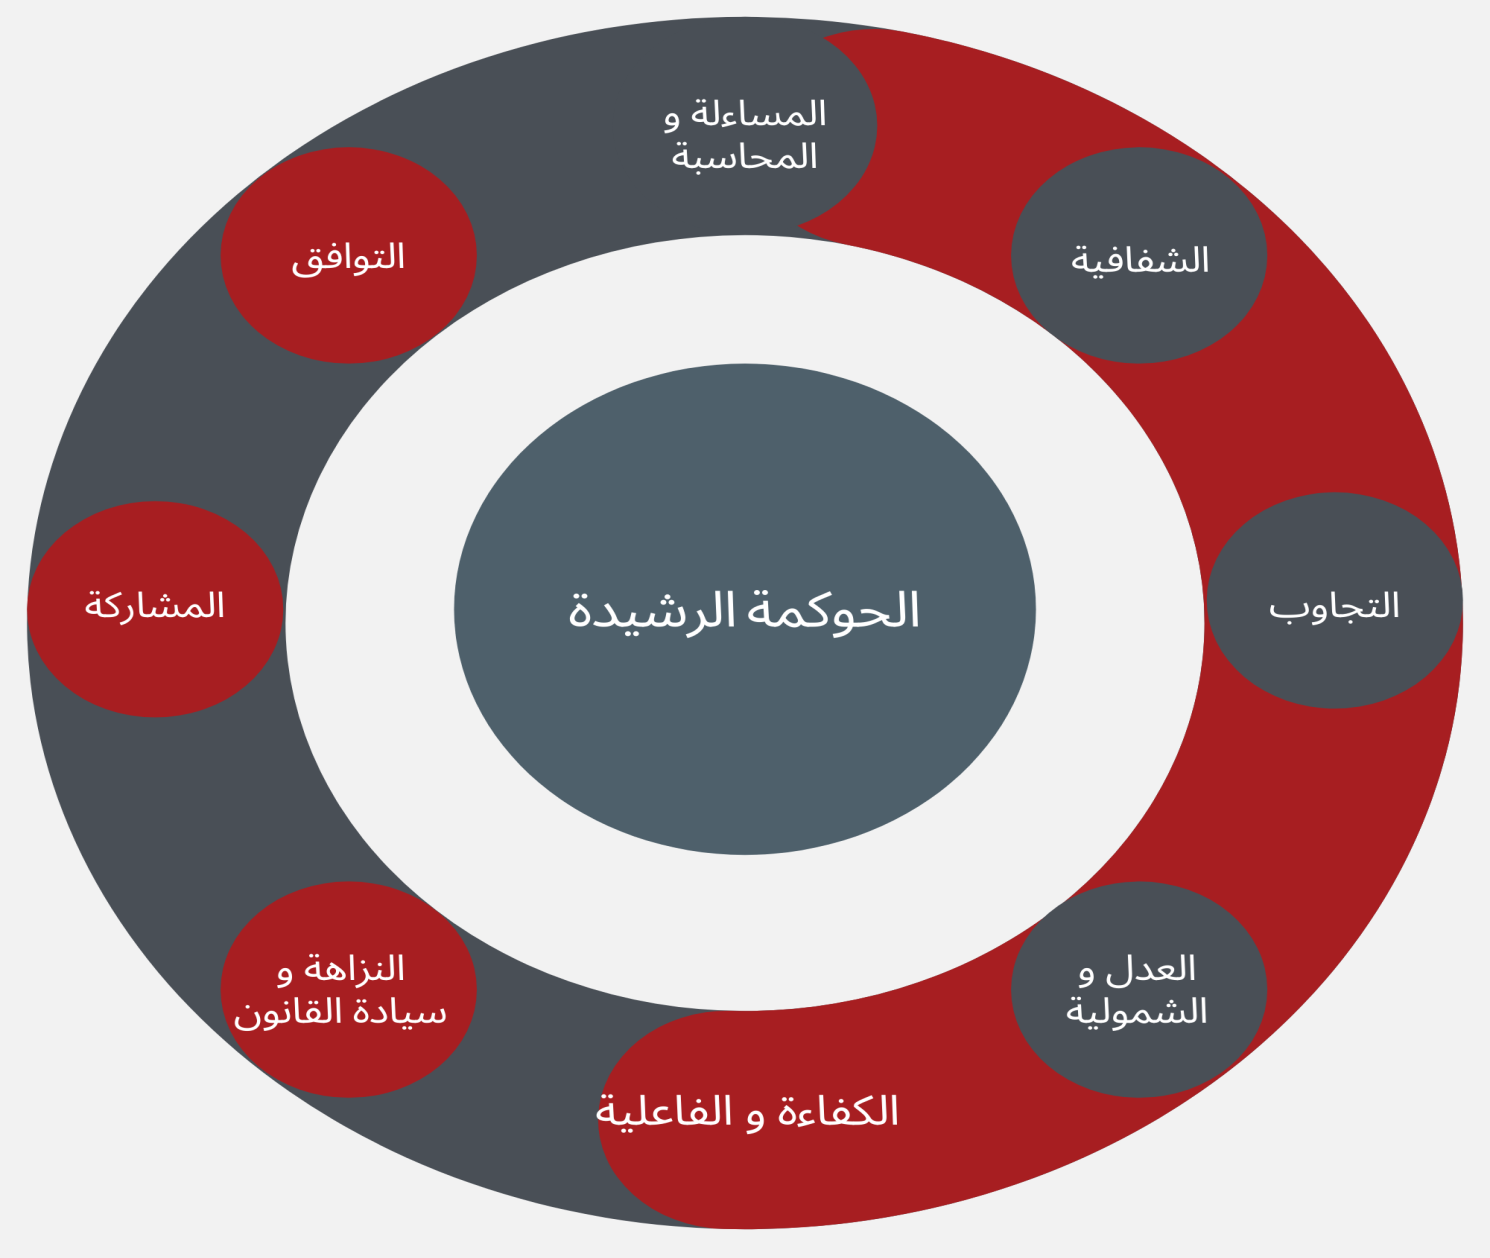 المساءلة و
المحاسبة
الشفافية
التوافق
التجاوب
المشاركة
الحوكمة الرشيدة
العدل و
الشمولية
النزاهة و
سيادة القانون
الكفاءة و الفاعلية